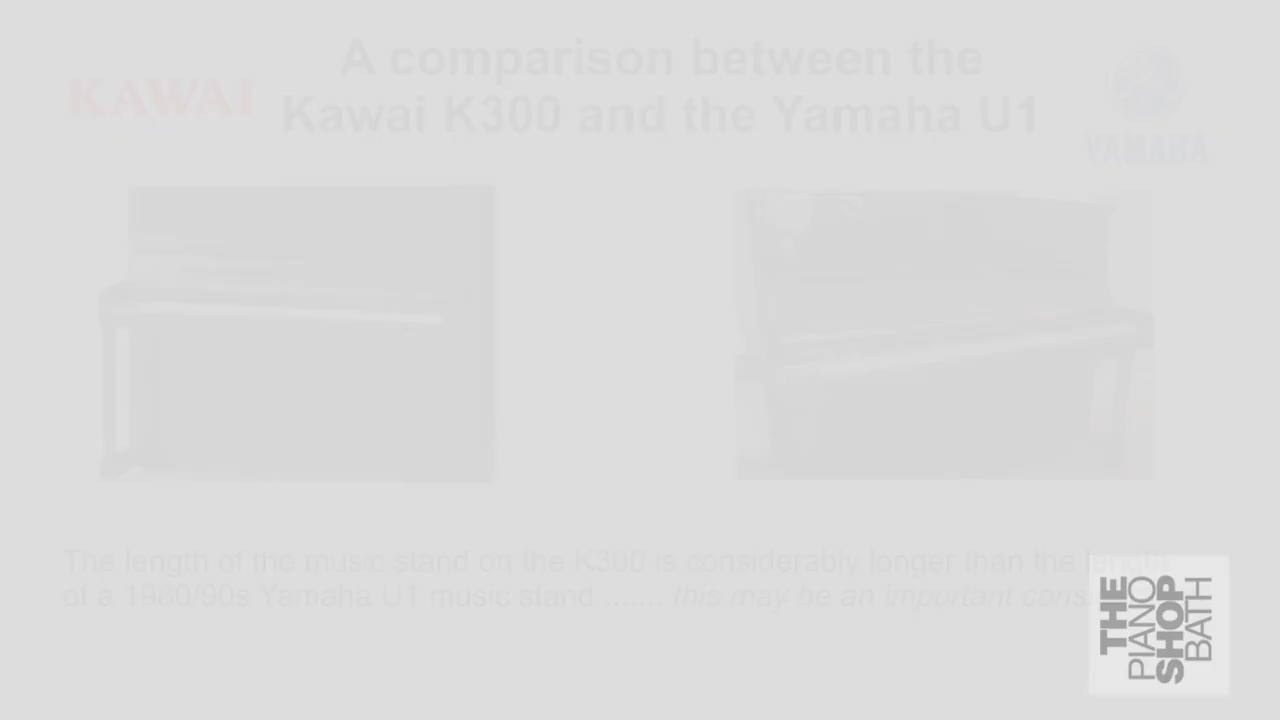 A comparison between the
KAWAI
Kawai K300 and the Yamaha U1
YAMAHA
The length of the music stand on the K300 is considerably longer than the length
of a 1980/90s Yamaha U1 music stand ....... this may be an important
THE
PIANO
SHOP
BATH